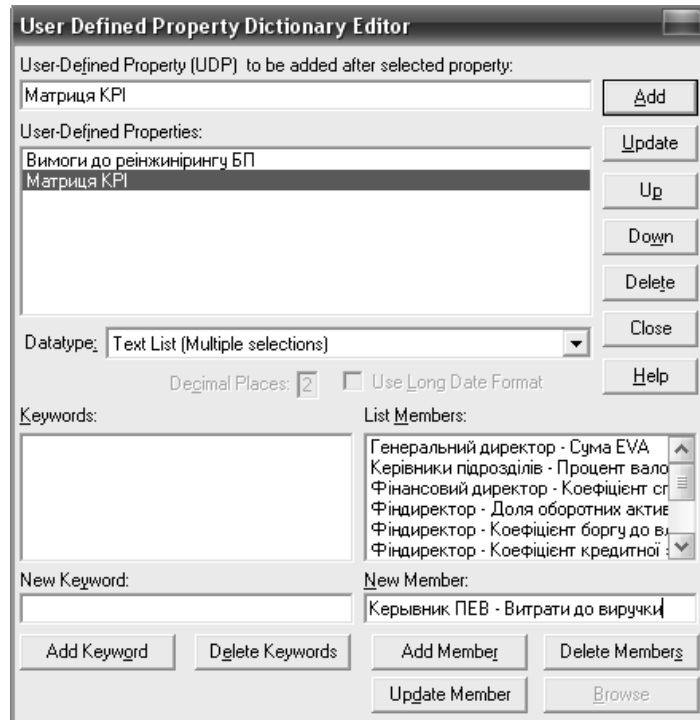 User Defined Property Dictionary Editor
User-Defined Property (UDP) to be added after selected property:
Матриця KPI
Add
User-Defined Properties:
Update
Вимоги до реінжинірингу БП
Матриця KPI
Up
Down
Delete
Close
Datatype: Text List (Multiple selections)
Help
Decimal Places: 2 Use Long Date Format
Keywords: List Members:
Генеральний директор - Сума EVA
Керівники підрозділів - Процент вало
Фінансовий директор - Коефіцієнт сп
Фіндиректор - Доля оборотних актив
Фіндиректор - Коефіцієнт боргу до вл
Фіндиректор - Коефіцієнт кредитної з
New Keyword: New Member:
Керывник ПЕВ - Витрати до виручки
Add Keyword Delete Keywords Add Member Delete Members
Update Member Browse